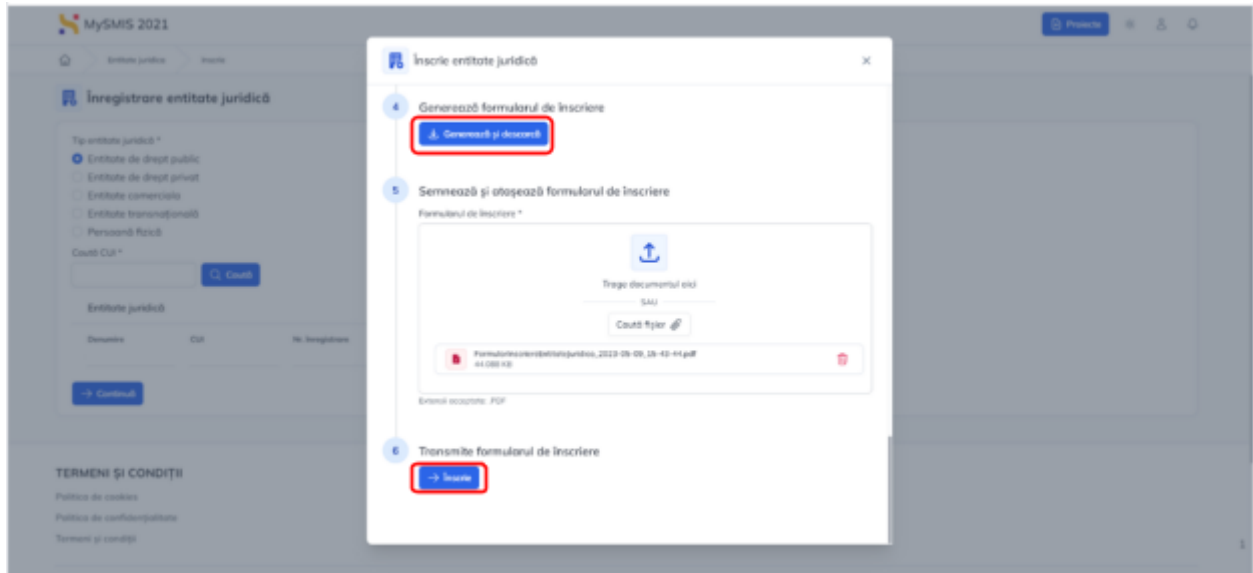 MySMIS 2021
Proiecte
Entitate juridica
Inscrie
Înregistrare entitate juridică
Tip entitate juridică *
Entitate de drept public
Entitate de drept privat
Entitate comerciala
Entitate transnațională
Persoană fizică
Caută CUI *
Caută
Entitate juridică
Denumire
CUI
Nr. înregistrare
Continuă
TERMENI ȘI CONDIȚII
Politica de cookies
Politica de confidențialitate
Termeni și condiții
Înscrie entitate juridică
4
Generează formularul de înscriere
Generează și descarcă
5
Semnează și atașează formularul de înscriere
Formularul de înscriere *
Trage documentul aici
SAU
Caută fișier
44.088 KB
Extensii acceptate: .PDF
6
Transmite formularul de înscriere
Înscrie
1